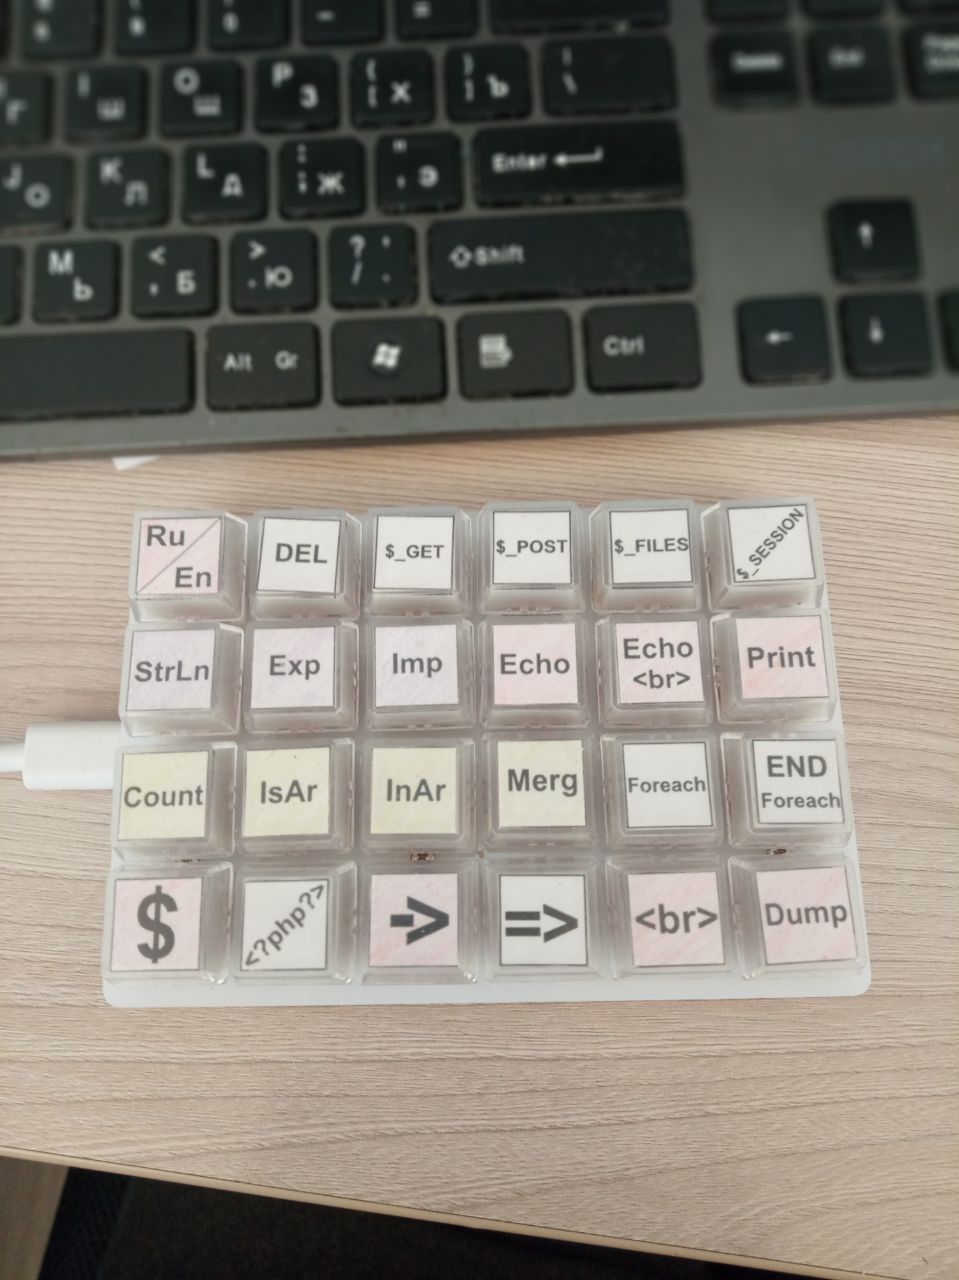 О
Ш
Р
З
{
[ Х
}
] Ъ
|
\
J
О
К
Л
L
Д
:
; Ж
"
' Э
Enter
М
Ь
<
, Б
>
. Ю
? ,
/ .
Shift
Alt Gr
Ctrl
Ru
En
DEL
$_GET
$_POST
$_FILES
$_SESSION
StrLn
Exp
Imp
Echo
Echo
<br>
Print
Count
IsAr
InAr
Merg
Foreach
END
Foreach
$
<?php?>
->
=>
<br>
Dump